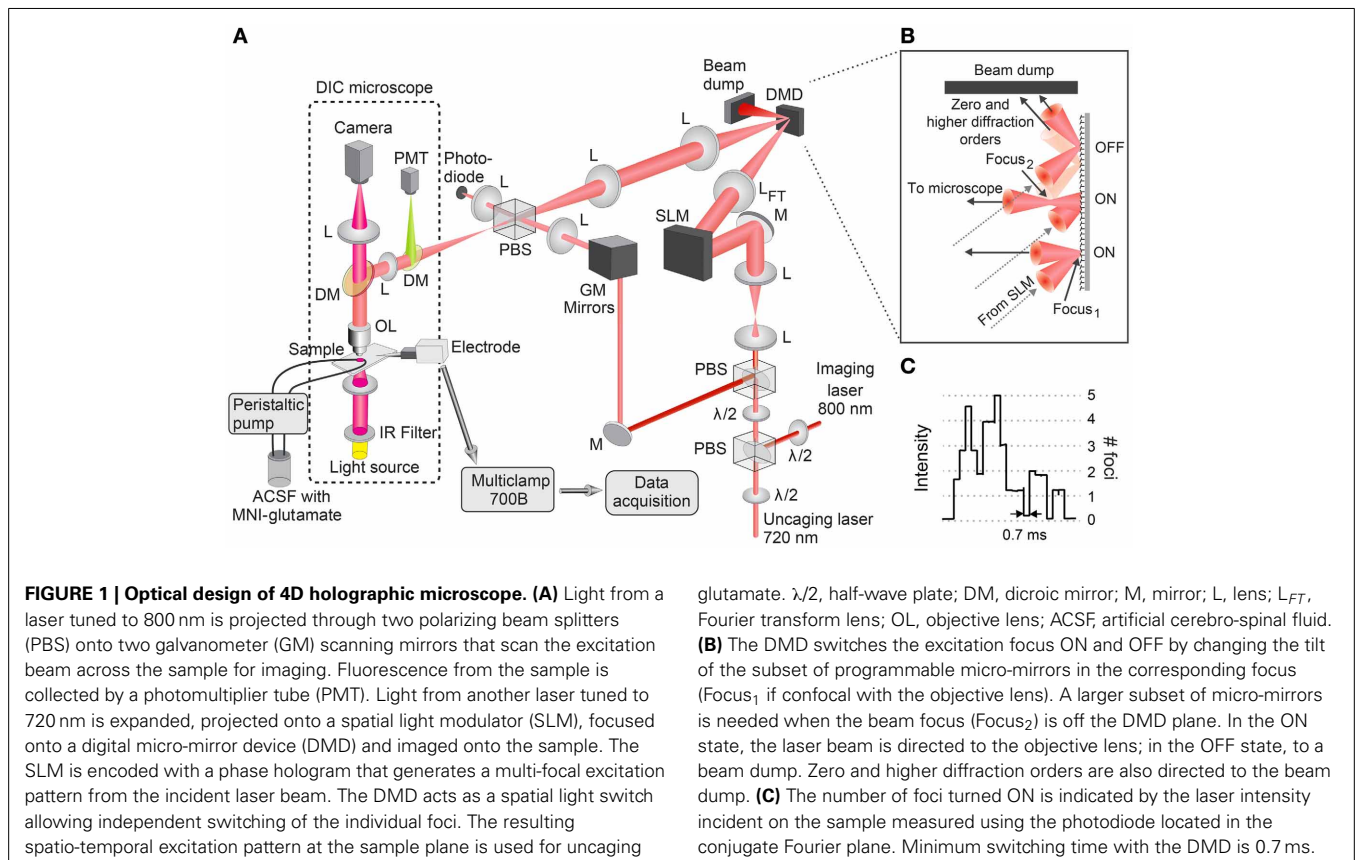 A
B
DIC microscope
Camera
PMT
Photo-
diode
L
L
L
L
Beam
dump
DMD
L_FT
M
SLM
PBS
L
DM
L
DM
GM
Mirrors
L
OL
Sample
Electrode
L
PBS
Imaging
laser
800 nm
λ/2
λ/2
PBS
M
Peristaltic
pump
IR Filter
Light source
ACSF with
MNI-glutamate
Multiclamp
700B
Data
acquisition
λ/2
Uncaging laser
720 nm
Beam dump
Zero and
higher diffraction
orders
OFF
Focus2
To microscope
ON
ON
From SLM
Focus1
C
Intensity
5
4
3
2
1
0
# foci
0.7 ms
FIGURE 1 | Optical design of 4D holographic microscope. (A) Light from a
laser tuned to 800 nm is projected through two polarizing beam splitters
(PBS) onto two galvanometer (GM) scanning mirrors that scan the excitation
beam across the sample for imaging. Fluorescence from the sample is
collected by a photomultiplier tube (PMT). Light from another laser tuned to
720 nm is expanded, projected onto a spatial light modulator (SLM), focused
onto a digital micro-mirror device (DMD) and imaged onto the sample. The
SLM is encoded with a phase hologram that generates a multi-focal excitation
pattern from the incident laser beam. The DMD acts as a spatial light switch
allowing independent switching of the individual foci. The resulting
spatio-temporal excitation pattern at the sample plane is used for uncaging
glutamate. λ/2, half-wave plate; DM, dicroic mirror; M, mirror; L, lens; L_FT,
Fourier transform lens; OL, objective lens; ACSF, artificial cerebro-spinal fluid.
(B) The DMD switches the excitation focus ON and OFF by changing the tilt
of the subset of programmable micro-mirrors in the corresponding focus
(Focus1 if confocal with the objective lens). A larger subset of micro-mirrors
is needed when the beam focus (Focus2) is off the DMD plane. In the ON
state, the laser beam is directed to the objective lens; in the OFF state, to a
beam dump. Zero and higher diffraction orders are also directed to the beam
dump. (C) The number of foci turned ON is indicated by the laser intensity
incident on the sample measured using the photodiode located in the
conjugate Fourier plane. Minimum switching time with the DMD is 0.7 ms.